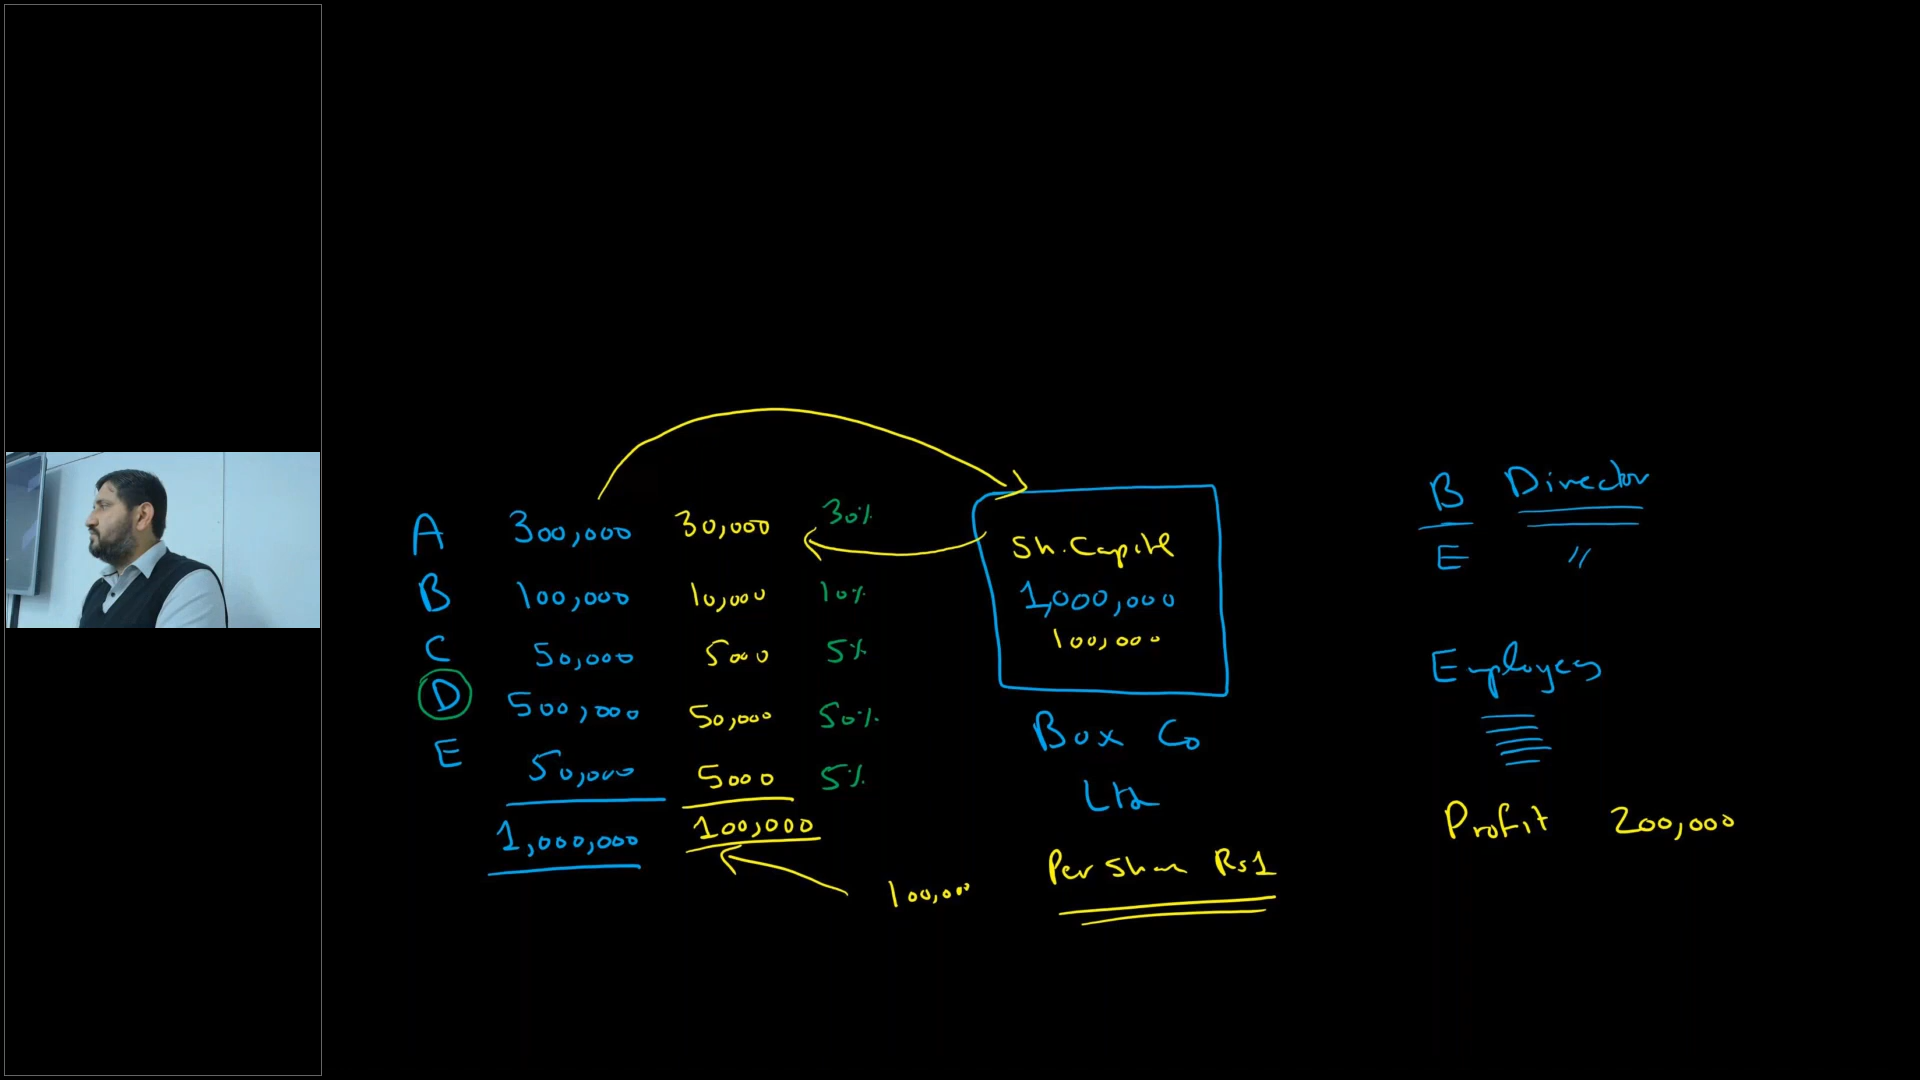 A 300,000 30,000 30%
B 100,000 10,000 10%
C 50,000 5000 5%
D 500,000 50,000 50%
E 50,000 5000 5%
1,000,000 100,000
100,000
Sh. Capital
1,000,000
100,000
Box Co
Ltd
Per Share Rs1
B Director
E "
Employees
Profit 200,000